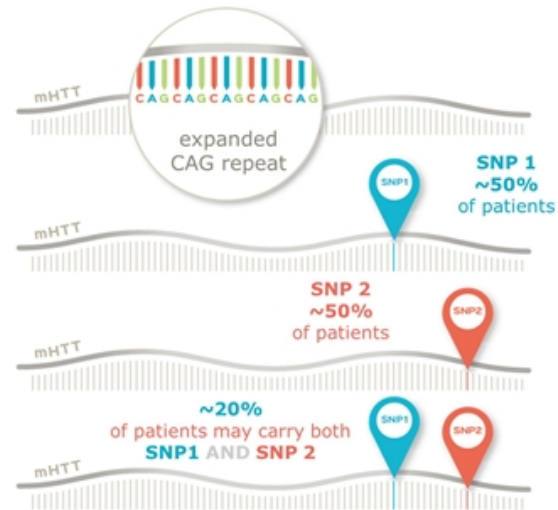 mHTT
CAGCAGCAGCAGCAG
expanded
CAG repeat
SNP1
SNP 1
~50%
of patients
mHTT
SNP 2
~50%
of patients
SNP2
mHTT
~20%
of patients may carry both
SNP1 AND SNP 2
SNP1
SNP2
mHTT